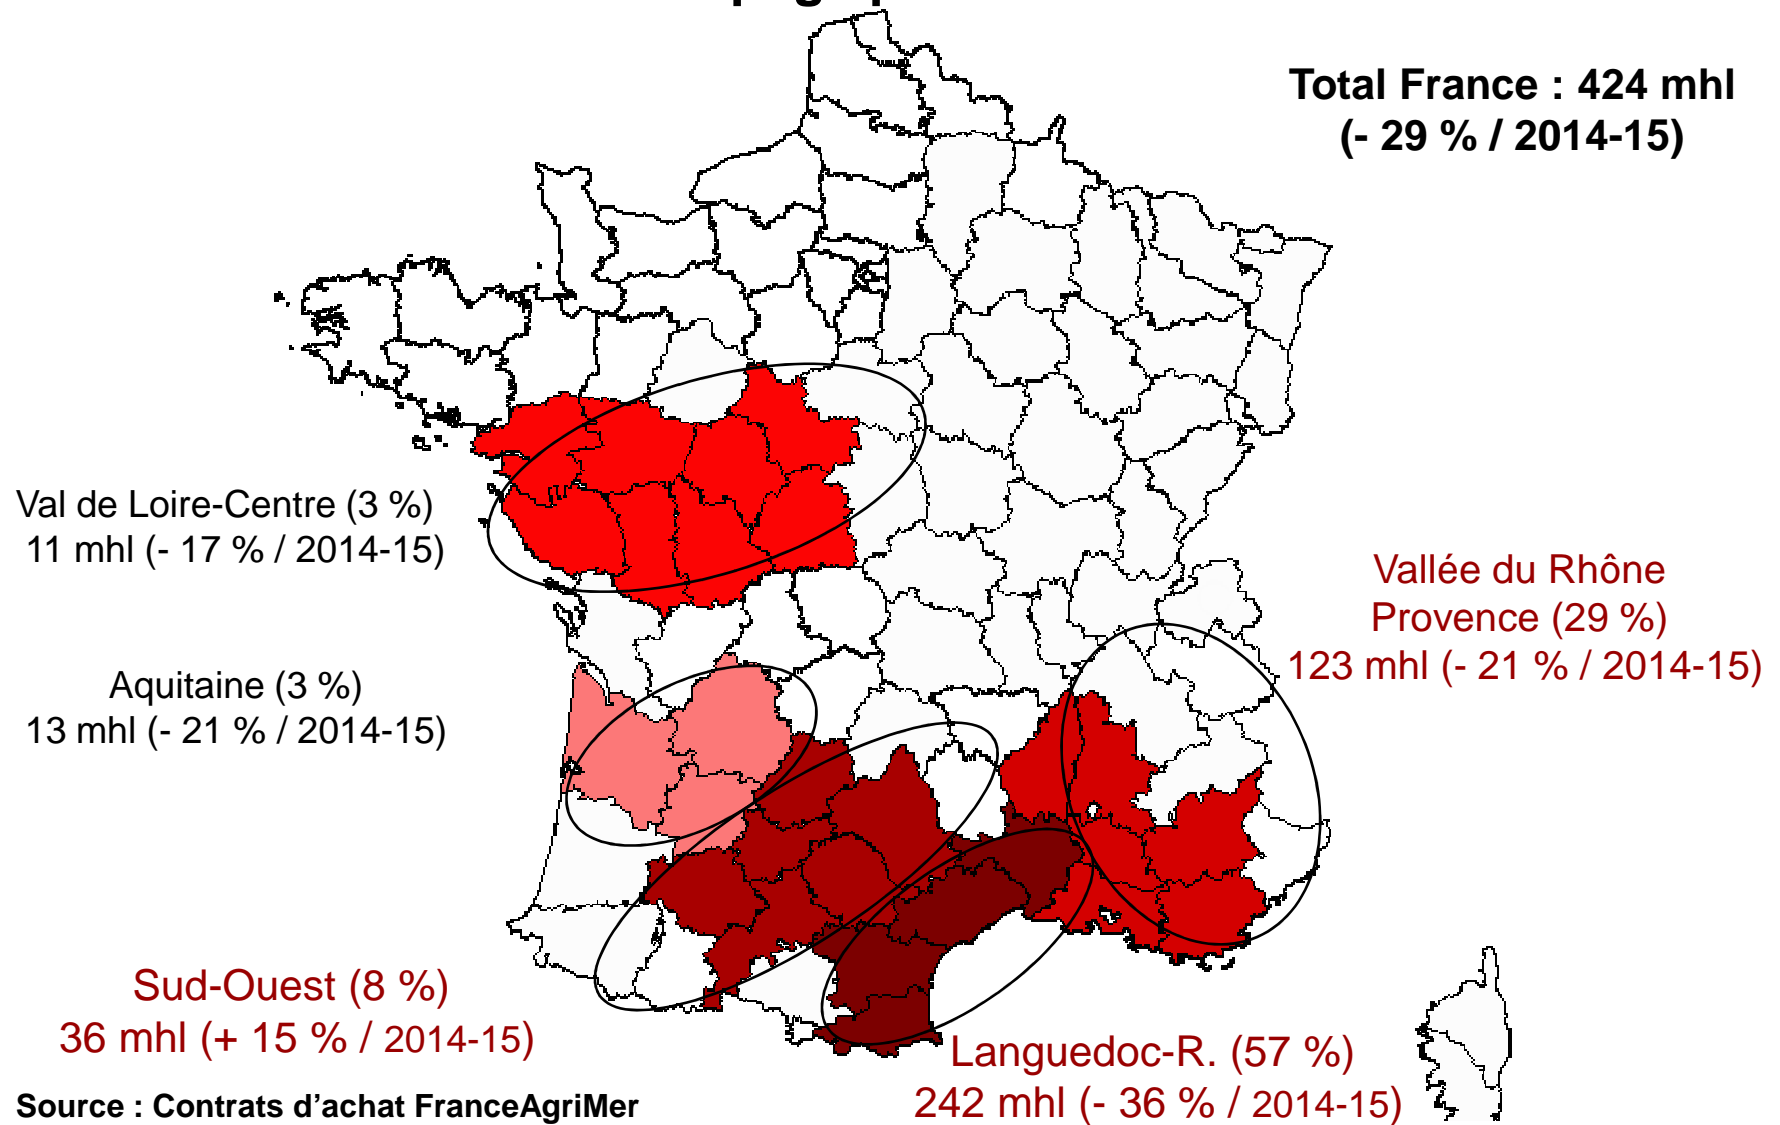 Total France : 424 mhl
(- 29 % / 2014-15)
Val de Loire-Centre (3 %)
11 mhl (- 17 % / 2014-15)
Vallée du Rhône
Provence (29 %)
123 mhl (- 21 % / 2014-15)
Aquitaine (3 %)
13 mhl (- 21 % / 2014-15)
Sud-Ouest (8 %)
36 mhl (+ 15 % / 2014-15)
Languedoc-R. (57 %)
242 mhl (- 36 % / 2014-15)
Source : Contrats d’achat FranceAgriMer